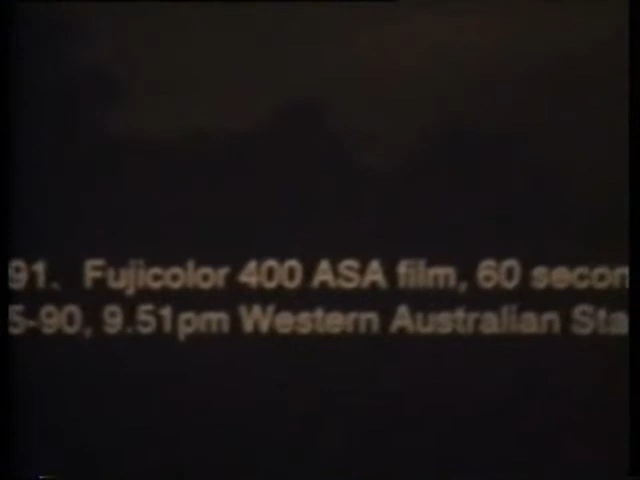 91. Fujicolor 400 ASA film, 60 secon
5-90, 9.51pm Western Australian Sta